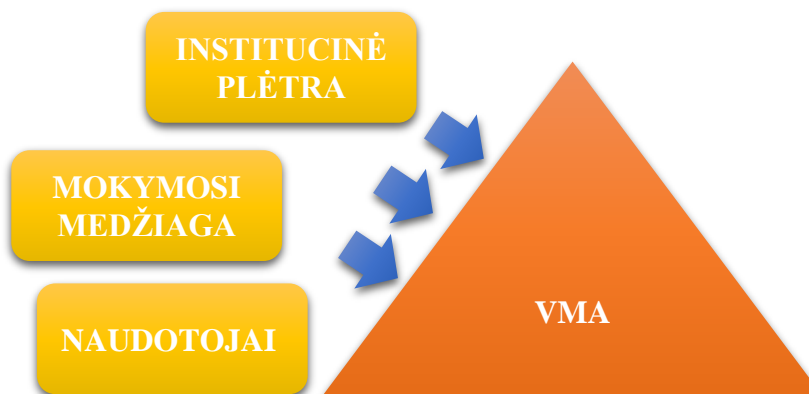 INSTITUCINĖ
PLĖTRA
MOKYMOSI
MEDŽIAGA
NAUDOTOJAI
VMA